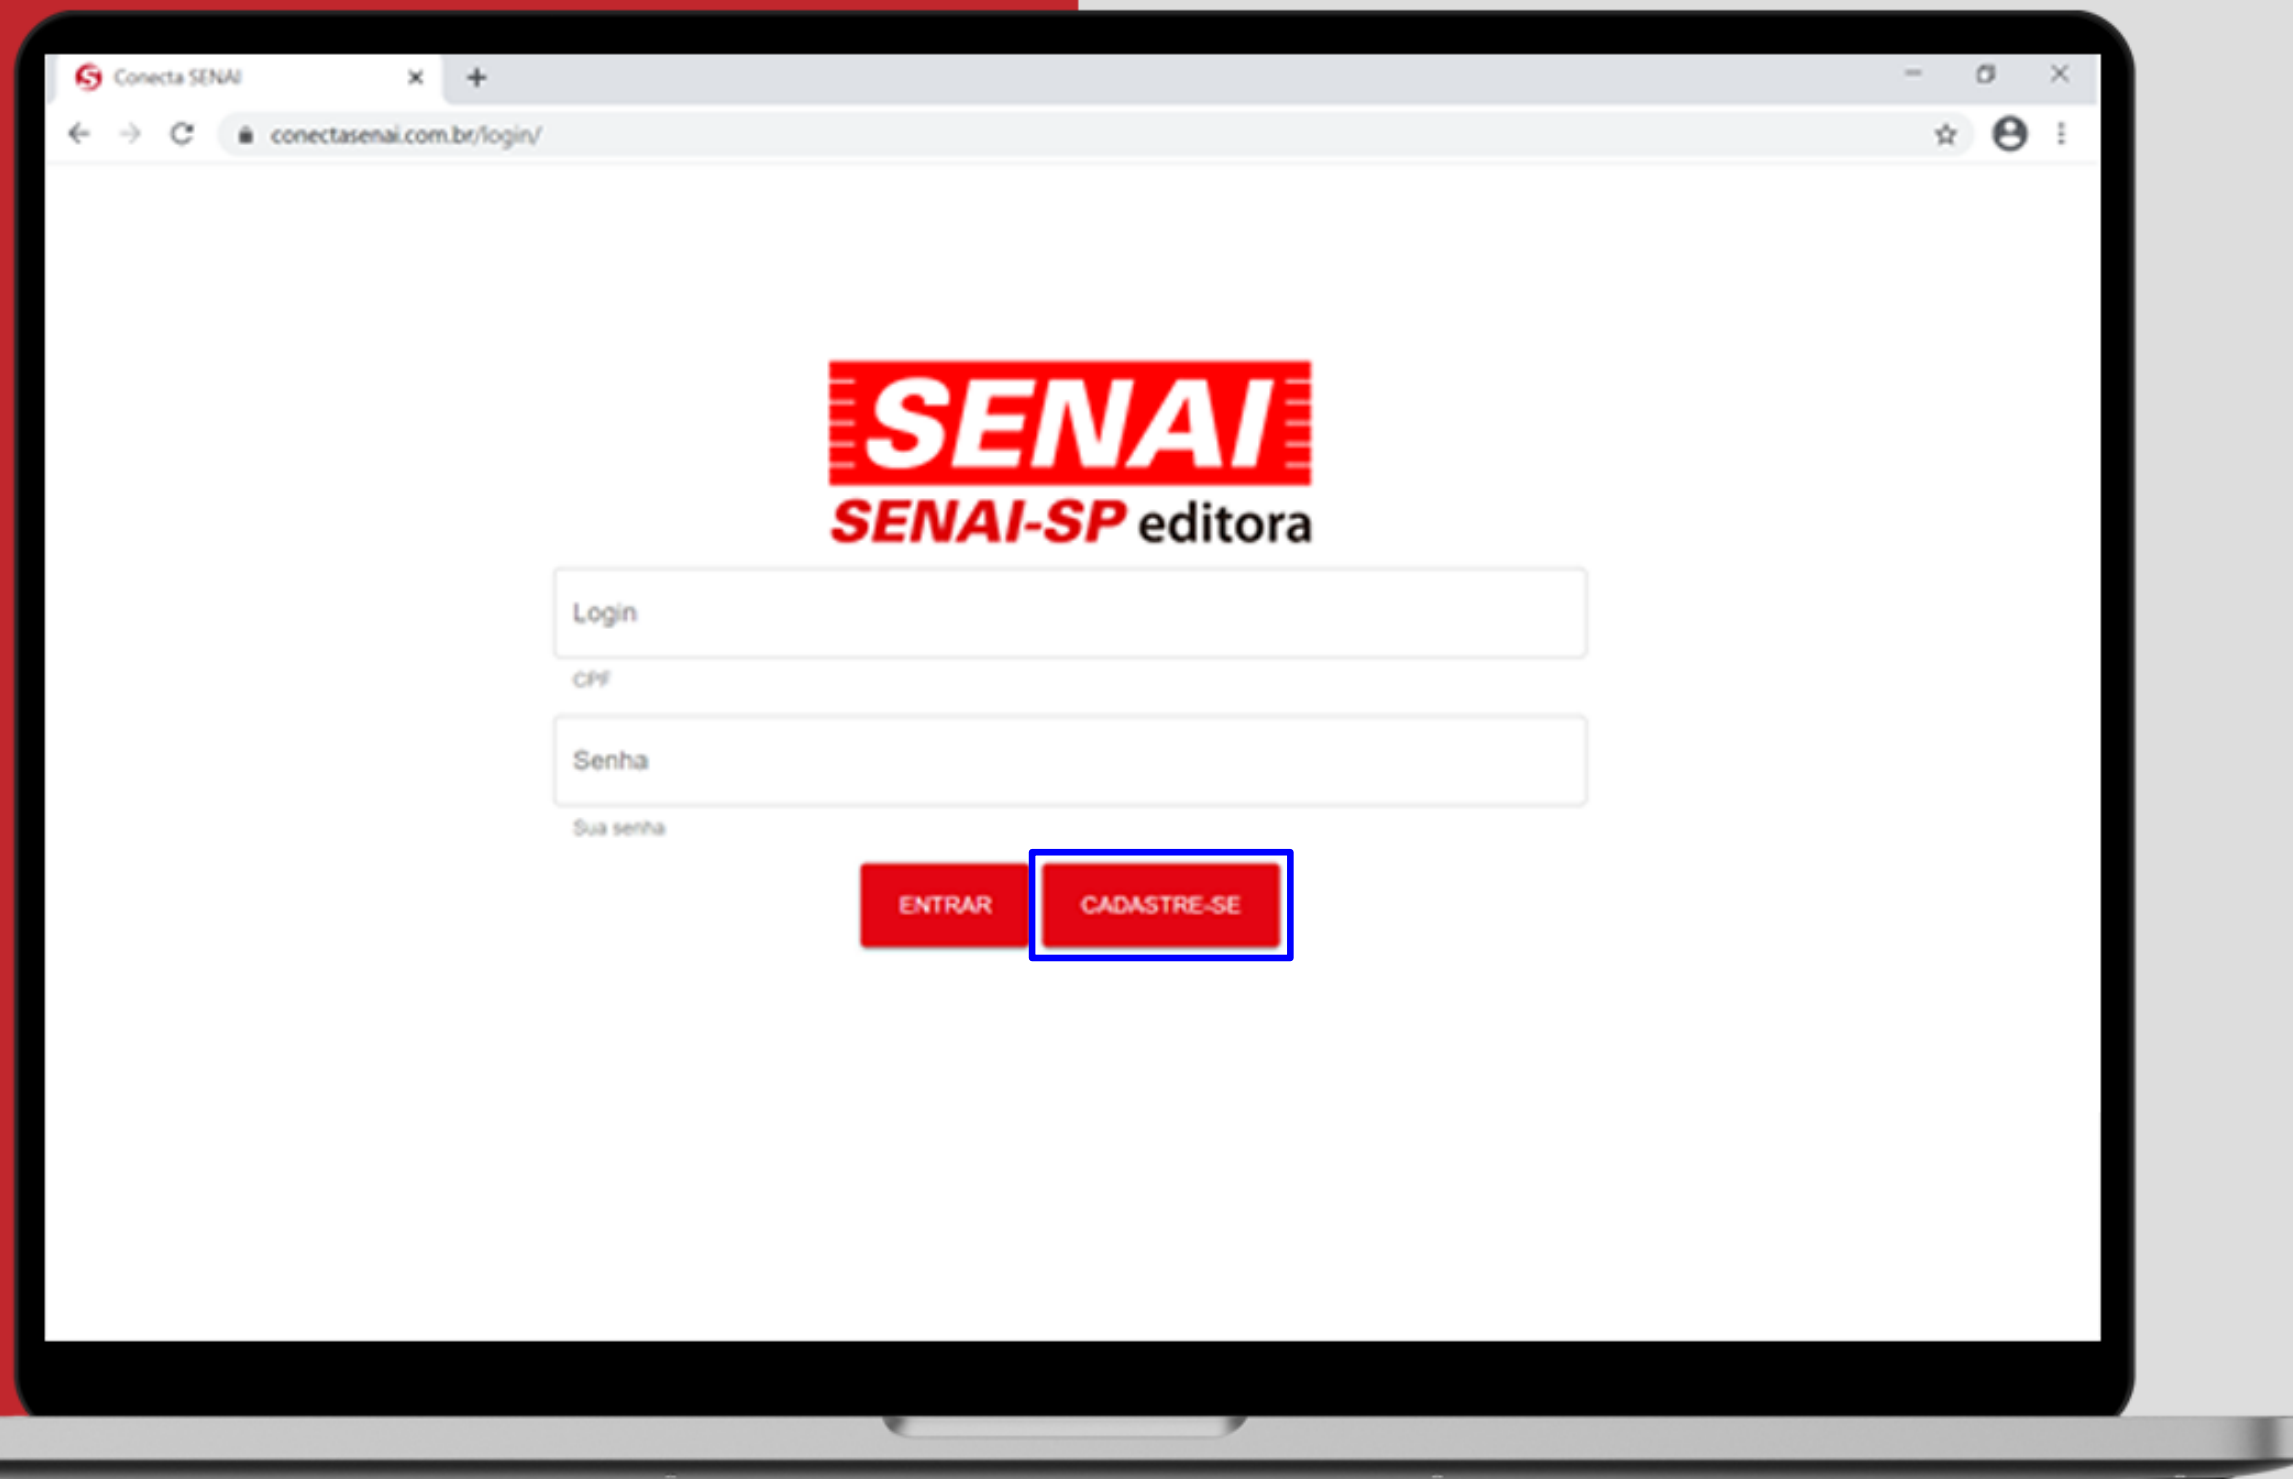 Conecta SENAI
conectasenai.com.br/login/
SENAI
SENAI-SP editora
Login
CPF
Senha
Sua senha
ENTRAR
CADASTRE-SE